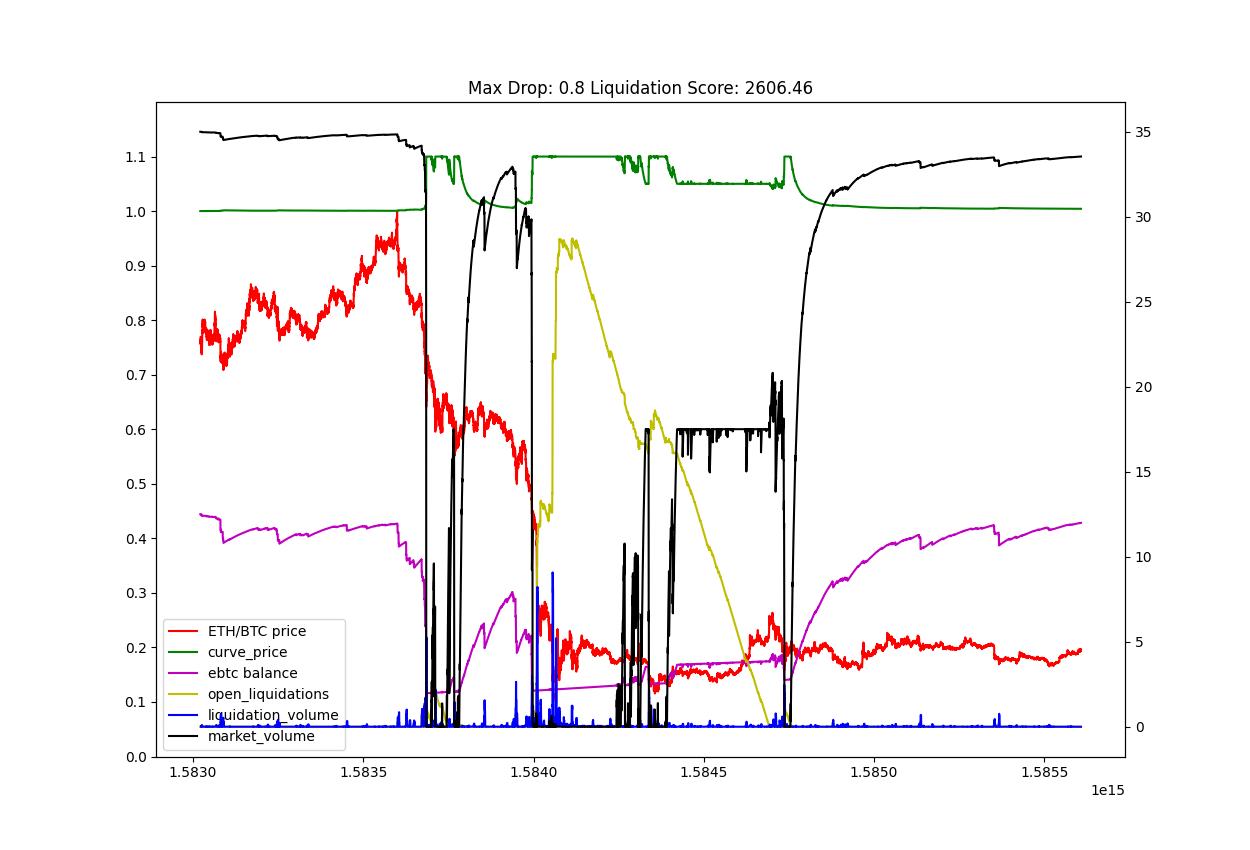 Max Drop: 0.8 Liquidation Score: 2606.46
1.1
1.0
0.9
0.8
0.7
0.6
0.5
0.4
0.3
0.2
0.1
0.0
35
30
25
20
15
10
5
0
ETH/BTC price
curve_price
ebtc balance
open_liquidations
liquidation_volume
market_volume
1.5830 1.5835 1.5840 1.5845 1.5850 1.5855
1e15